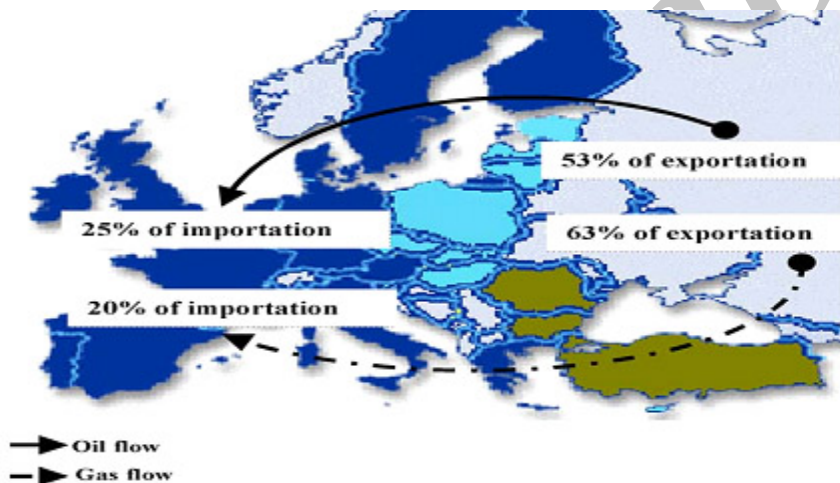 53% of exportation
25% of importation
63% of exportation
20% of importation
Oil flow
Gas flow